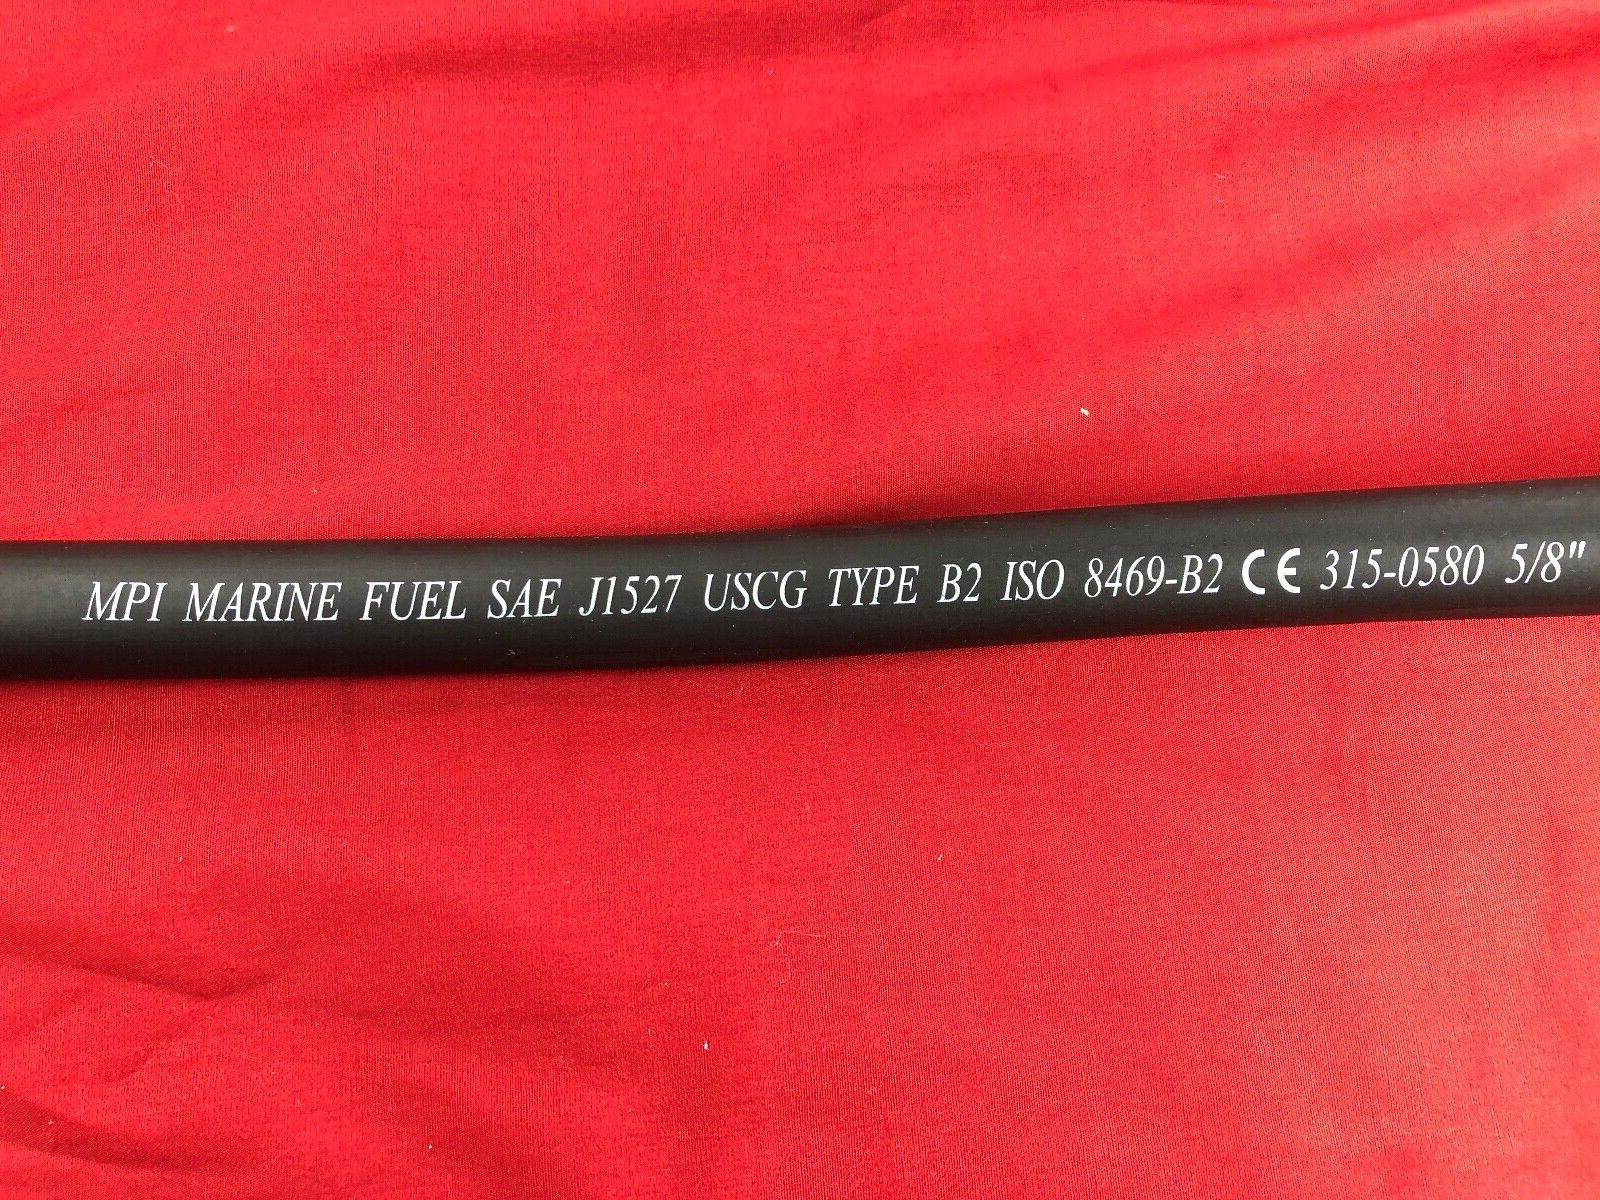 MPI MARINE FUEL SAE J1527 USCG TYPE B2 ISO 8469-B2 CE 315-0580 5/8"